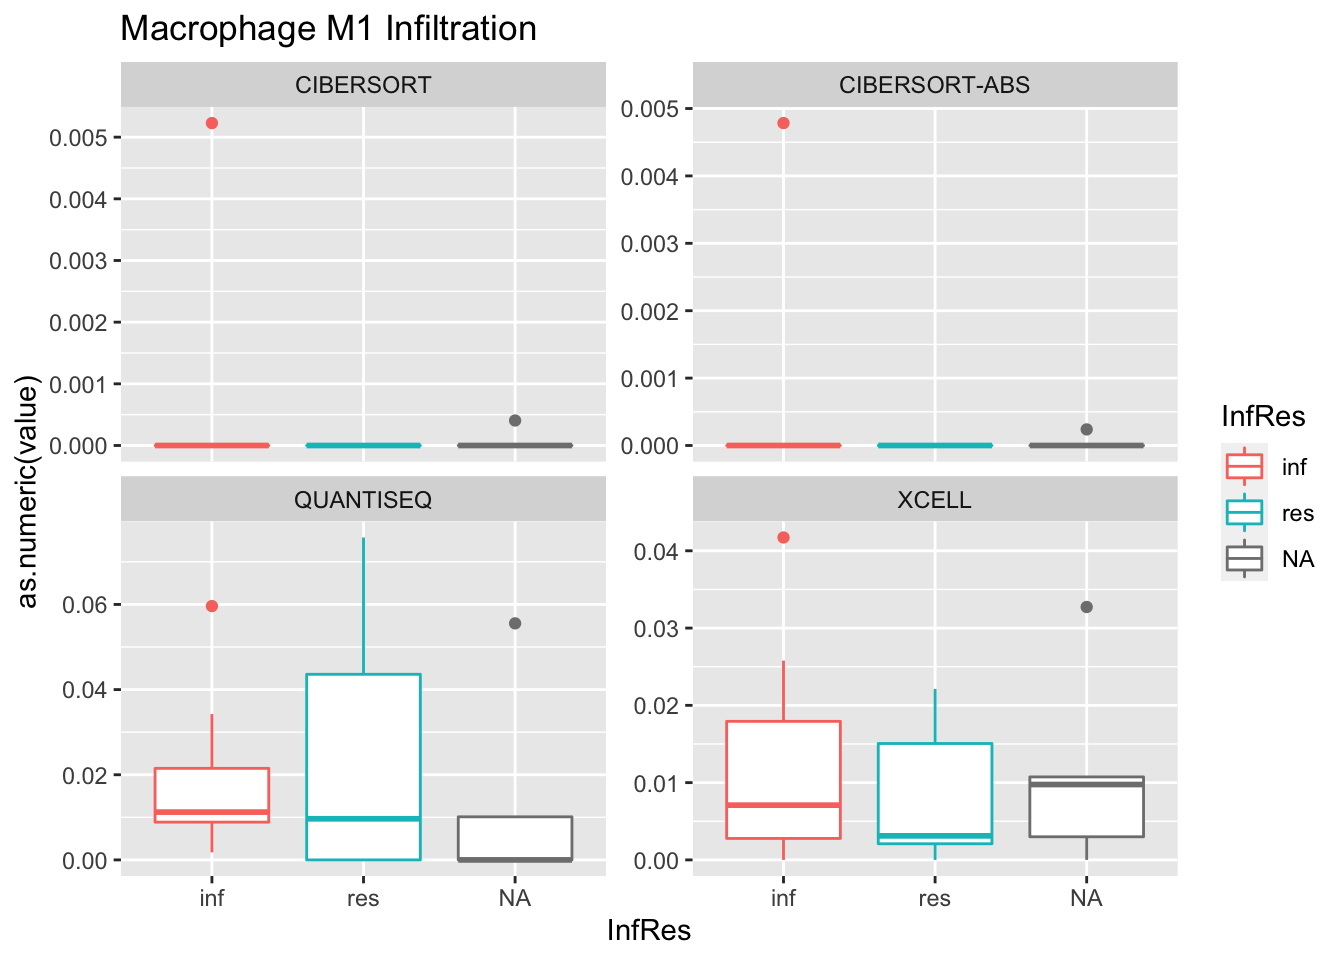 Macrophage M1 Infiltration
CIBERSORT
CIBERSORT-ABS
0.005
0.004
0.003
0.002
0.001
0.000
0.005
0.004
0.003
0.002
0.001
0.000
as.numeric(value)
QUANTISEQ
XCELL
0.06
0.04
0.02
0.00
0.04
0.03
0.02
0.01
0.00
inf res NA
inf res NA
InfRes
InfRes
inf
res
NA